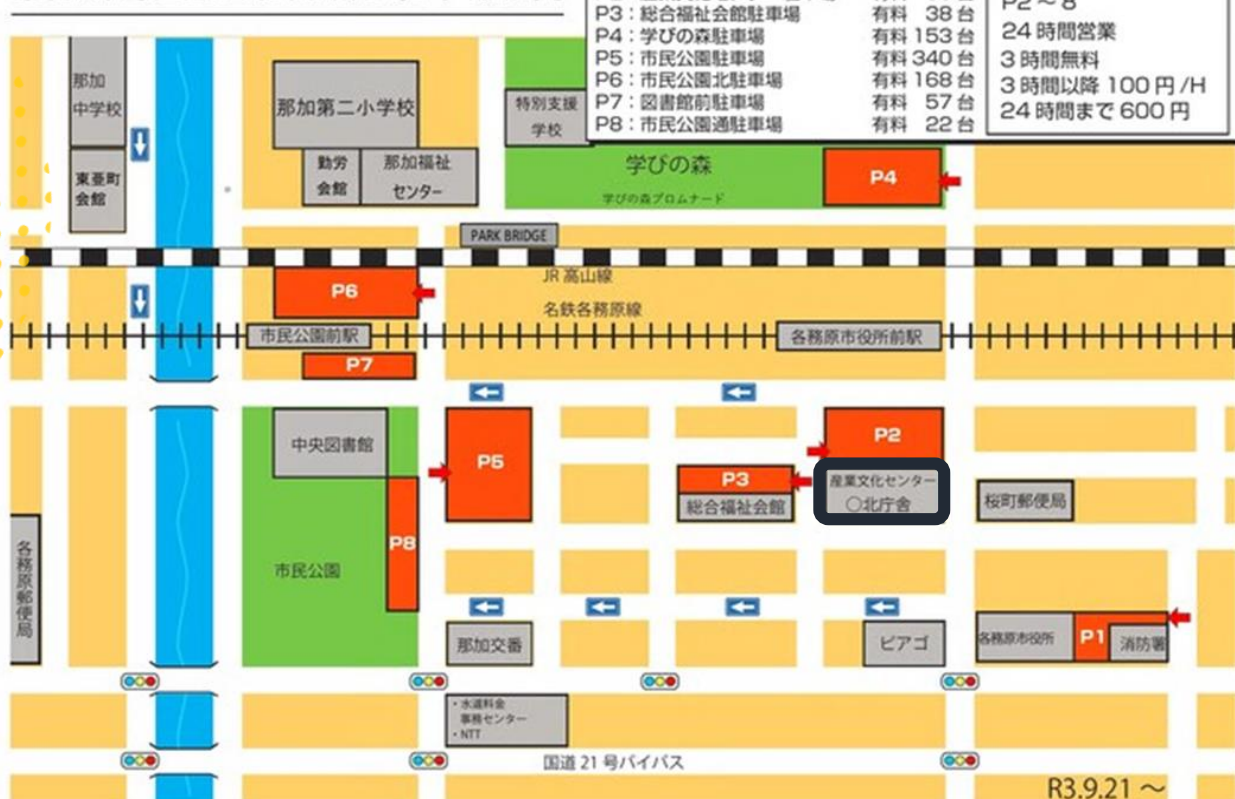 P3：総合福祉会館駐車場 有料 38台
P4：学びの森駐車場 有料 153台
P5：市民公園駐車場 有料 340台
P6：市民公園北駐車場 有料 168台
P7：図書館前駐車場 有料 57台
P8：市民公園通駐車場 有料 22台
P2～8
24時間営業
3時間無料
3時間以降 100円/H
24時間まで600円
那加
中学校
東亜町
会館
那加第二小学校
勤労
会館
那加福祉
センター
特別支援
学校
学びの森
学びの森プロムナード
P4
PARK BRIDGE
JR高山線
P6
名鉄各務原線
市民公園前駅
各務原市役所前駅
P7
中央図書館
P5
P2
P3
総合福祉会館
産業文化センター
○北庁舎
桜町郵便局
P8
市民公園
各務原郵便局
那加交番
ピアゴ
各務原市役所
P1
消防署
・水道料金
事務センター
・NTT
国道21号バイパス
R3.9.21～